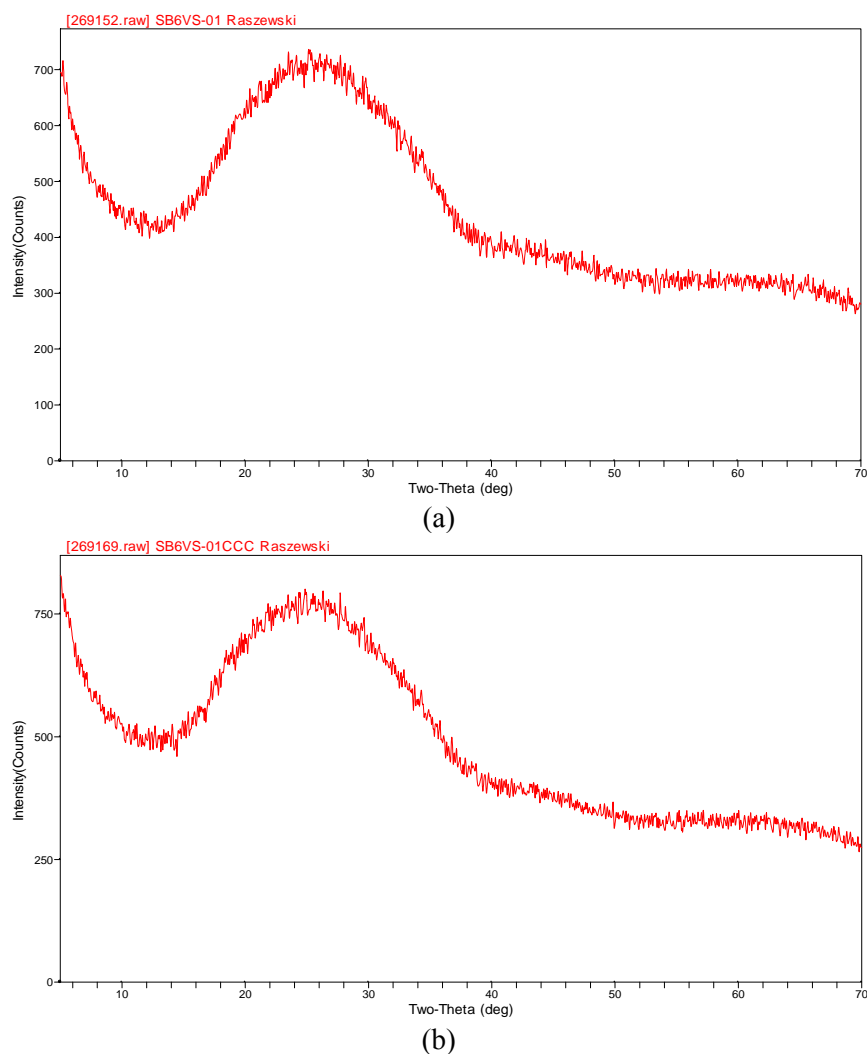 [269152.raw] SB6VS-01 Raszewski
700
600
500
400
300
200
100
0
Intensity(Counts)
10 20 30 40 50 60 70
Two-Theta (deg)
(a)
[269169.raw] SB6VS-01CCC Raszewski
750
500
250
0
Intensity(Counts)
10 20 30 40 50 60 70
Two-Theta (deg)
(b)